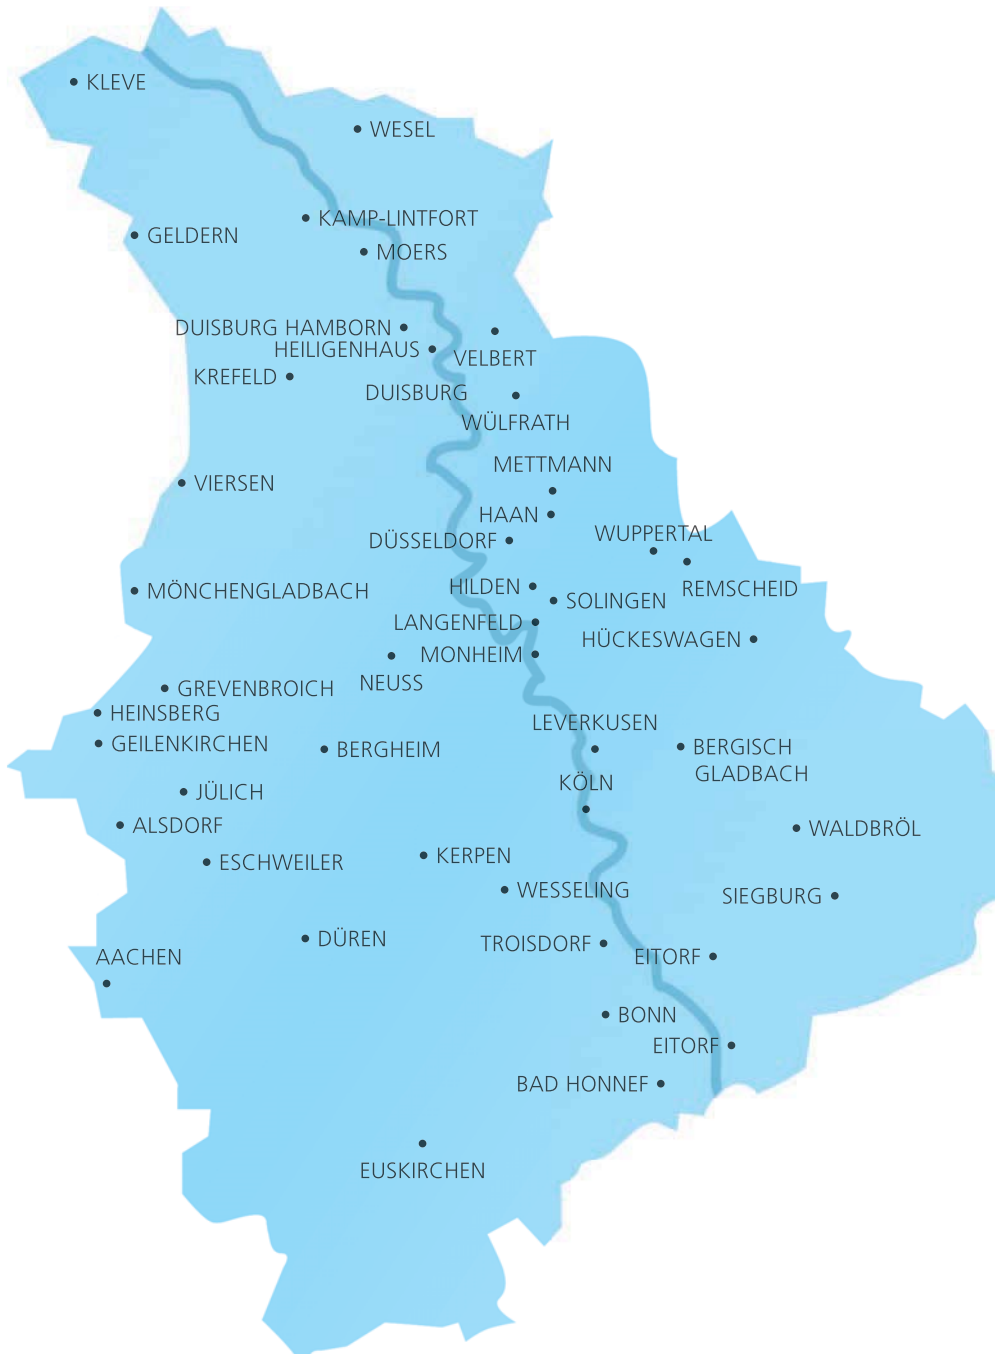 KLEVE
WESEL
KAMP-LINTFORT
GELDERN
MOERS
DUISBURG HAMBORN
HEILIGENHAUS
VELBERT
KREFELD
DUISBURG
WÜLFRATH
METTMANN
VIERSEN
HAAN
WUPPERTAL
DÜSSELDORF
HILDEN
REMSCHEID
MÖNCHENGLADBACH
SOLINGEN
LANGENFELD
HÜCKESWAGEN
MONHEIM
NEUSS
GREVENBROICH
HEINSBERG
LEVERKUSEN
GEILENKIRCHEN
BERGHEIM
BERGISCH
GLADBACH
KÖLN
JÜLICH
ALSDORF
WALDBRÖL
KERPEN
ESCHWEILER
WESSELING
SIEGBURG
DÜREN
TROISDORF
AACHEN
EITORF
BONN
EITORF
BAD HONNEF
EUSKIRCHEN